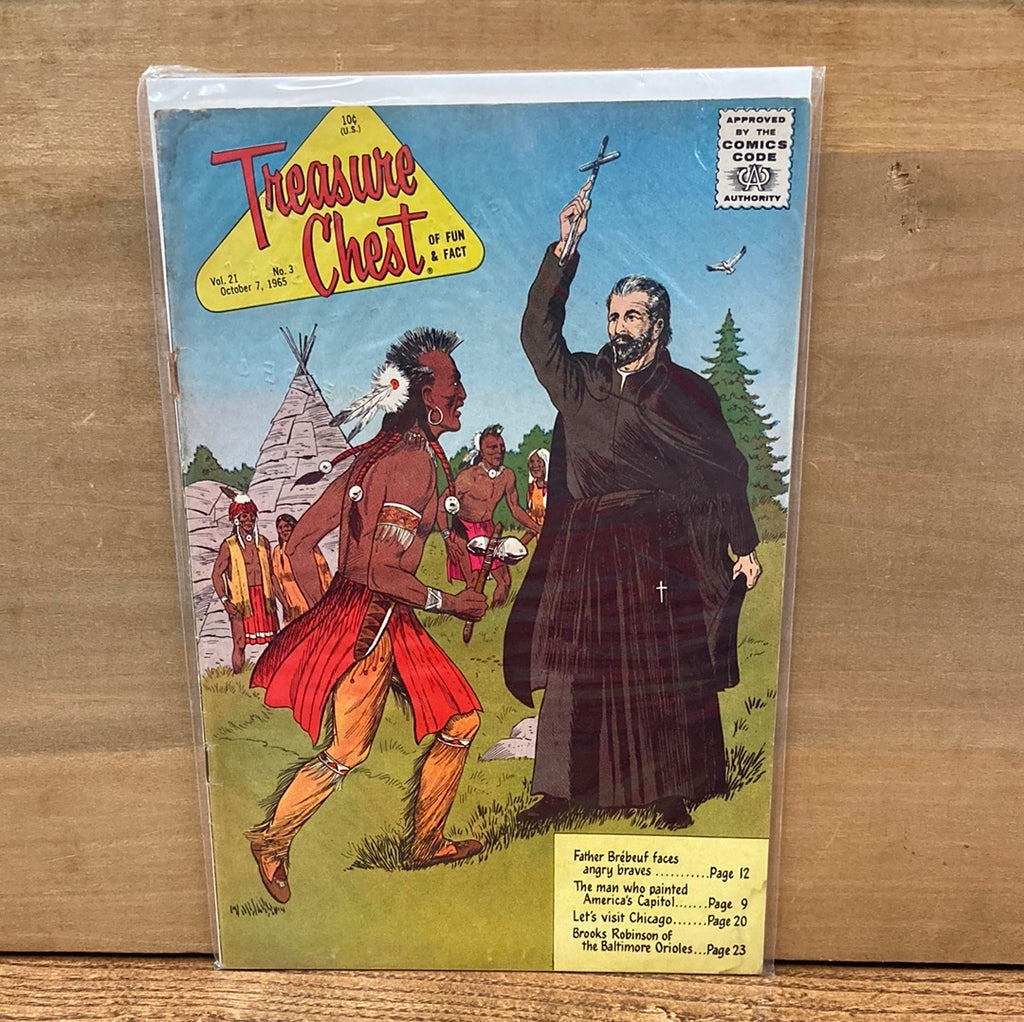 10¢
(U.S.)
Treasure
Chest
OF FUN
& FACT
®
Vol. 21 No. 3
October 7, 1965
APPROVED
BY THE
COMICS
CODE
CA
AUTHORITY
Father Brébeuf faces
angry braves ...........Page 12
The man who painted
America's Capitol.......Page 9
Let's visit Chicago.......Page 20
Brooks Robinson of
the Baltimore Orioles...Page 23